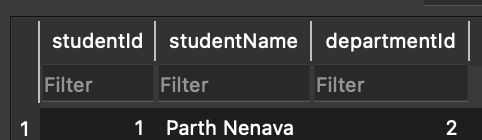 studentId studentName departmentId
Filter Filter Filter
1 1 Parth Nenava 2